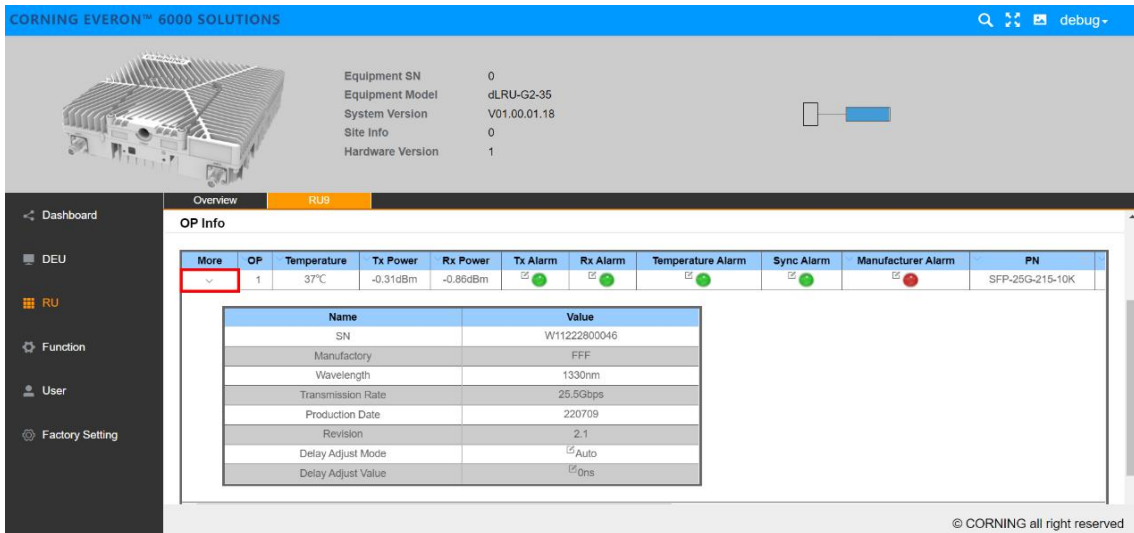 CORNING EVERON™ 6000 SOLUTIONS
debug
Equipment SN 0
Equipment Model dLRU-G2-35
System Version V01.00.01.18
Site Info 0
Hardware Version 1
Overview RU9
Dashboard
DEU
RU
Function
User
Factory Setting
OP Info
More OP Temperature Tx Power Rx Power Tx Alarm Rx Alarm Temperature Alarm Sync Alarm Manufacturer Alarm PN
1 37℃ -0.31dBm -0.86dBm SFP-25G-215-10K
Name Value
SN W11222800046
Manufactory FFF
Wavelength 1330nm
Transmission Rate 25.5Gbps
Production Date 220709
Revision 2.1
Delay Adjust Mode Auto
Delay Adjust Value 0ns
© CORNING all right reserved